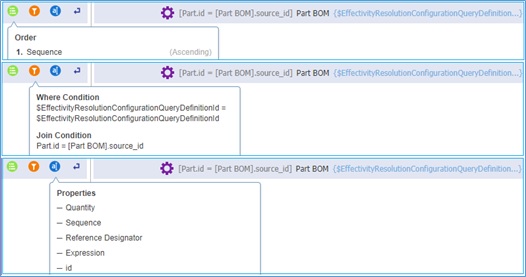 [Part.id = [Part BOM].source_id] Part BOM ($EffectivityResolutionConfigurationQueryDefinition...)
Order
1. Sequence (Ascending)
[Part.id = [Part BOM].source_id] Part BOM ($EffectivityResolutionConfigurationQueryDefinition...)
Where Condition
$EffectivityResolutionConfigurationQueryDefinitionId =
$EffectivityResolutionConfigurationQueryDefinitionId
Join Condition
Part.id = [Part BOM].source_id
[Part.id = [Part BOM].source_id] Part BOM ($EffectivityResolutionConfigurationQueryDefinition...)
Properties
— Quantity
— Sequence
— Reference Designator
— Expression
— id